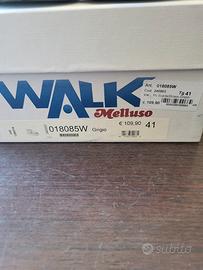 Art. 018085W
Tg 41
€ 109,90
WALK
Melluso
€ 109,90
018085W Grigio 41
subito